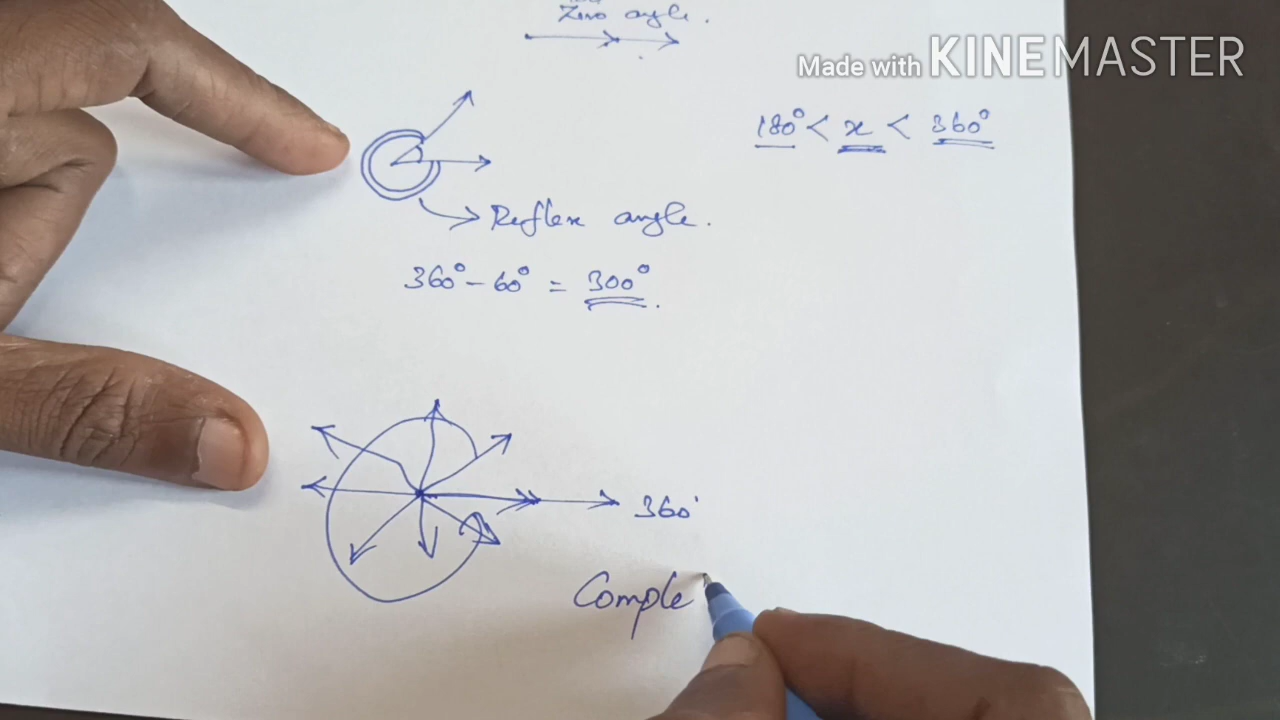 Zero angle.
Made with KINEMASTER
180° < x < 360°
Reflex angle.
360° - 60° = 300°.
360°
Comple